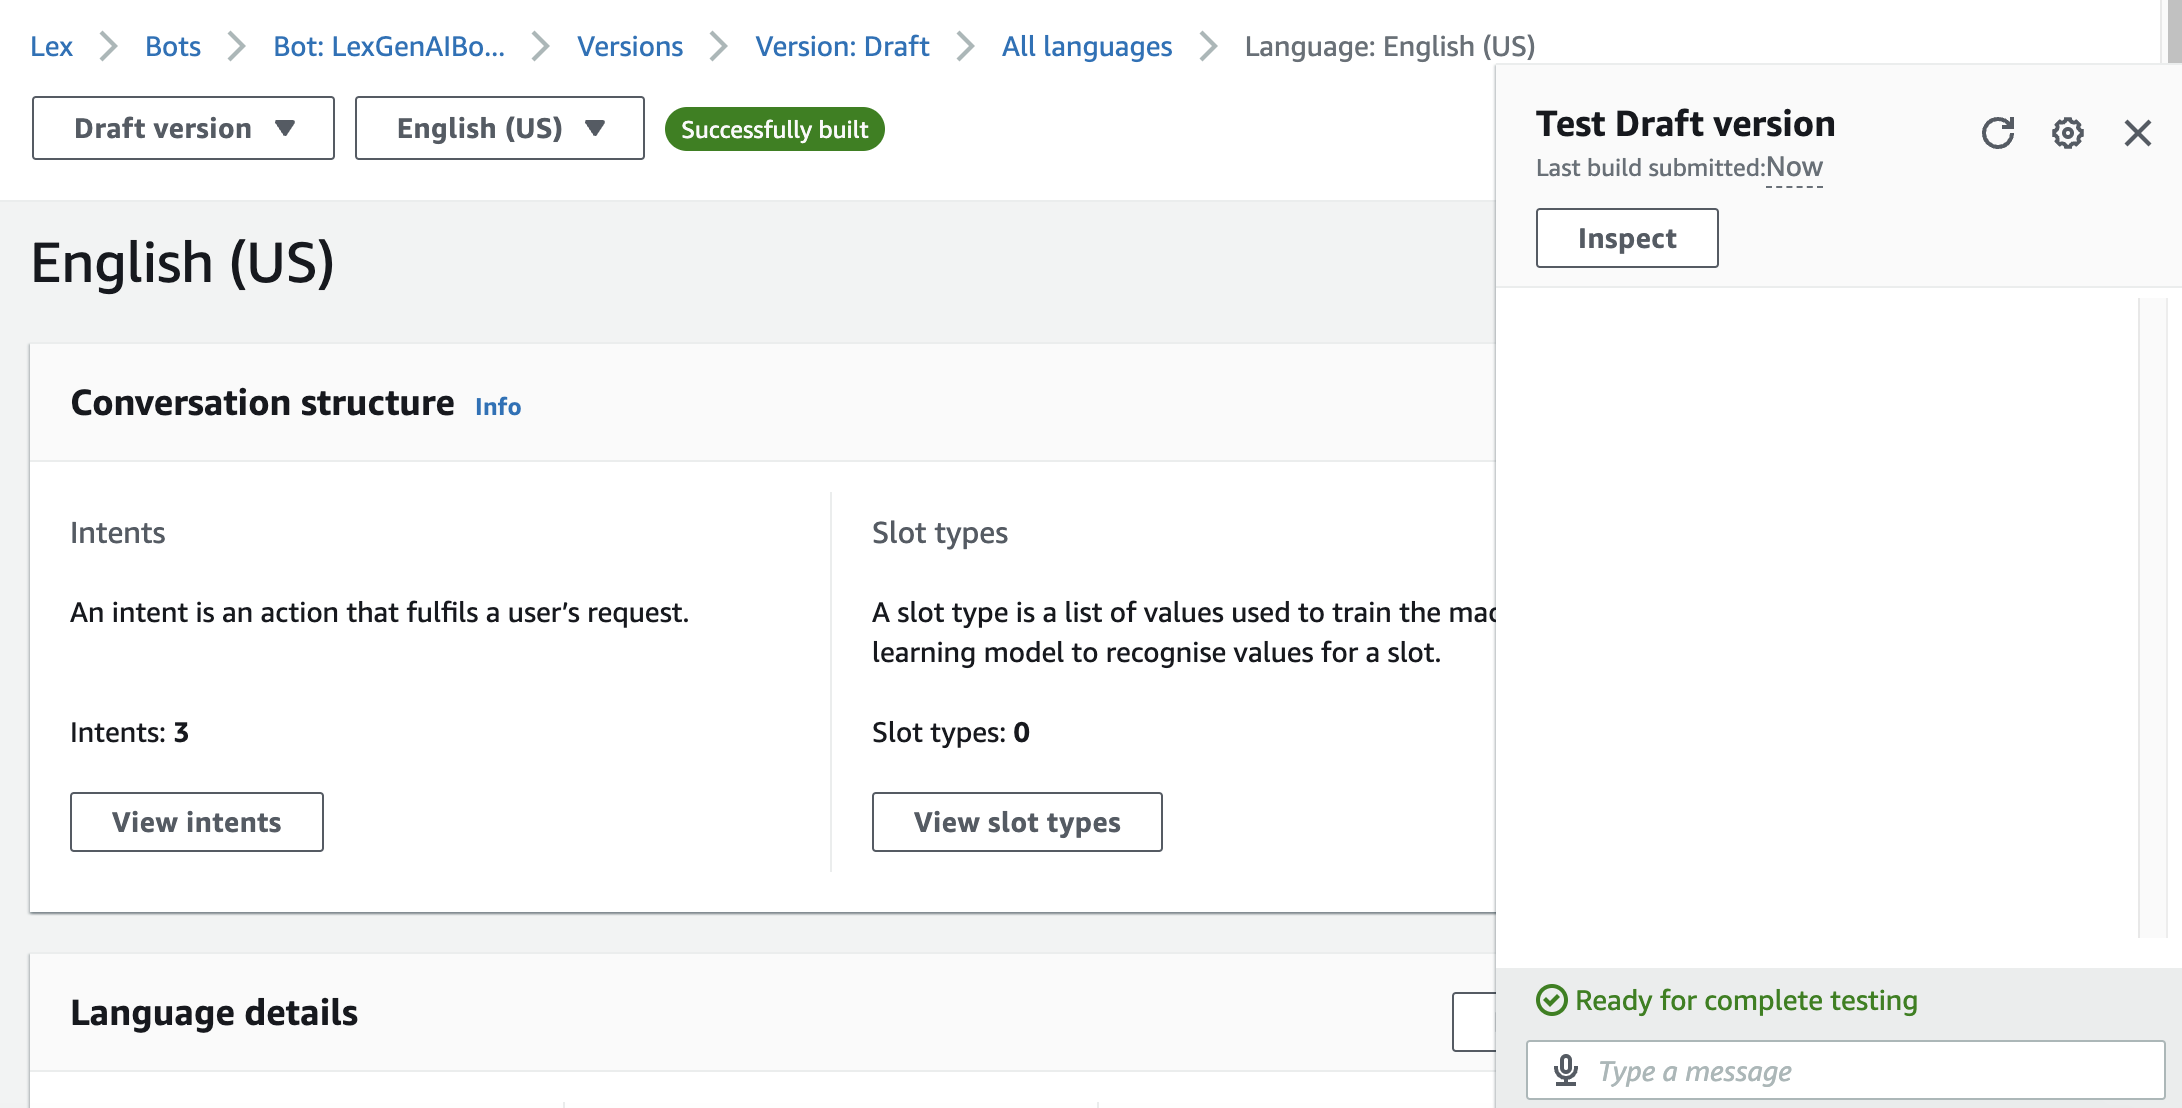 Lex Bots Bot: LexGenAIBo... Versions Version: Draft All languages Language: English (US)
Draft version English (US) Successfully built
English (US)
Conversation structure Info
Intents
An intent is an action that fulfils a user’s request.
Intents: 3
View intents
Slot types
A slot type is a list of values used to train the mac
learning model to recognise values for a slot.
Slot types: 0
View slot types
Language details
Test Draft version
Last build submitted:Now
Inspect
Ready for complete testing
Type a message